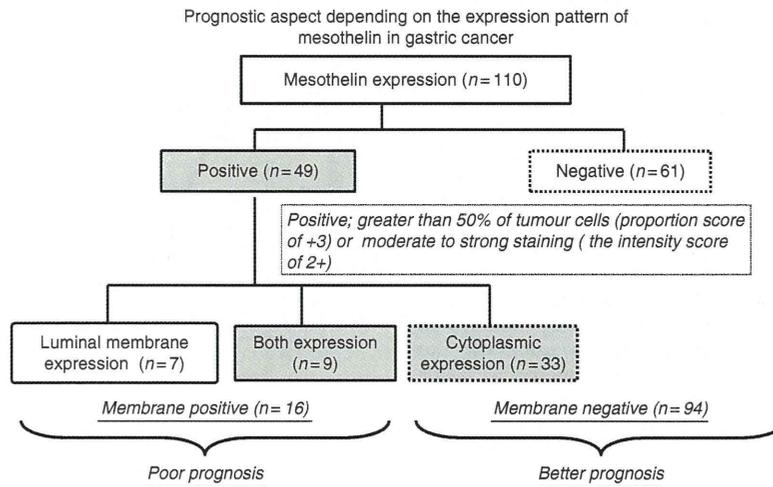 Prognostic aspect depending on the expression pattern of
mesothelin in gastric cancer
Mesothelin expression (n=110)
Positive (n=49)
Negative (n=61)
Positive; greater than 50% of tumour cells (proportion score
of +3) or moderate to strong staining ( the intensity score
of 2+)
Luminal membrane
expression (n=7)
Both expression
(n=9)
Cytoplasmic
expression (n=33)
Membrane positive (n=16)
Membrane negative (n=94)
Poor prognosis
Better prognosis